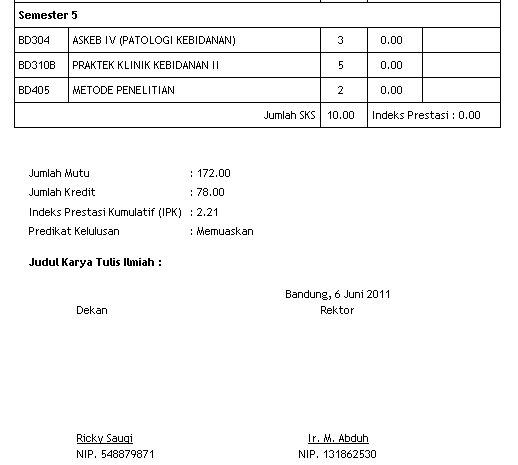 Semester 5
BD304 ASKEB IV (PATOLOGI KEBIDANAN) 3 0.00
BD310B PRAKTEK KLINIK KEBIDANAN II 5 0.00
BD405 METODE PENELITIAN 2 0.00
Jumlah SKS 10.00 Indeks Prestasi : 0.00
Jumlah Mutu : 172.00
Jumlah Kredit : 78.00
Indeks Prestasi Kumulatif (IPK) : 2.21
Predikat Kelulusan : Memuaskan
Judul Karya Tulis Ilmiah :
Bandung, 6 Juni 2011
Dekan Rektor
Ricky Saugi Ir. M. Abduh
NIP. 548879871 NIP. 131862530